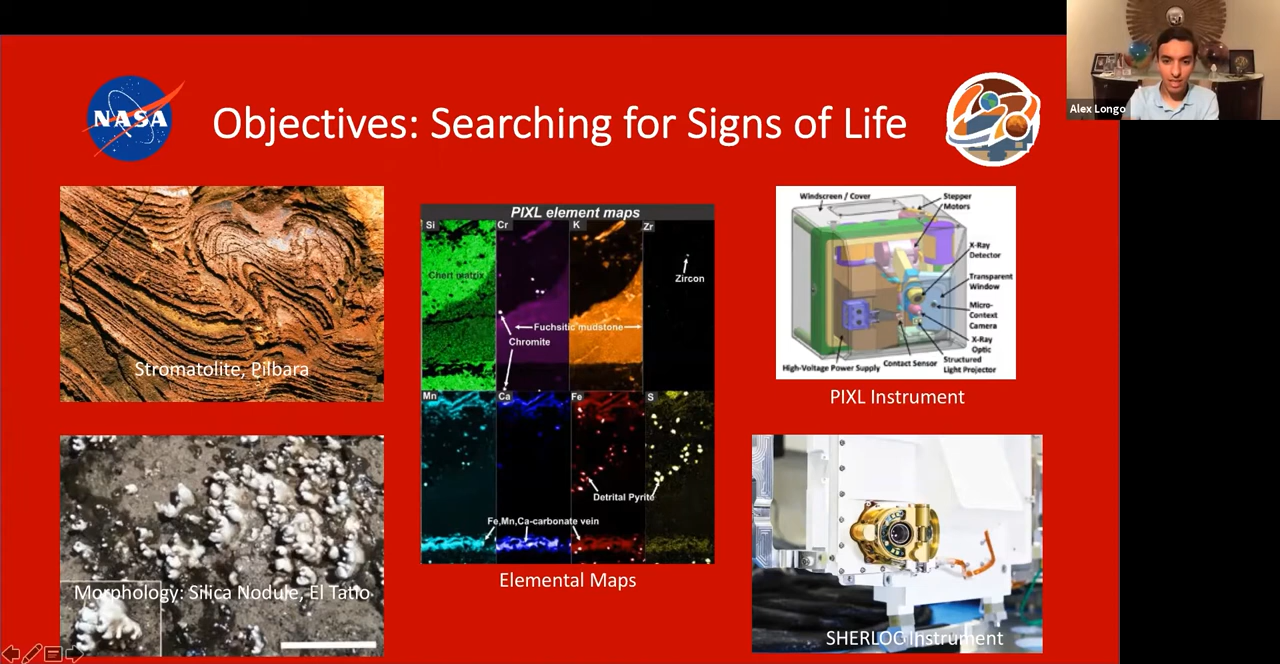 NASA
Objectives: Searching for Signs of Life
Alex Longo
Stromatolite, Pilbara
Morphology: Silica Nodule, El Tatio
PIXL element maps
Si
Cr
K
Zr
Chert matrix
Zircon
Fuchsitic mudstone
Chromite
Mn
Ca
Fe
S
Detrital Pyrite
Fe,Mn,Ca-carbonate vein
Elemental Maps
Windscreen / Cover
Stepper
Motors
X-Ray
Detector
Transparent
Window
Micro-
Context
Camera
X-Ray
Optic
Structured
Light Projector
Contact Sensor
High-Voltage Power Supply
PIXL Instrument
SHERLOC Instrument